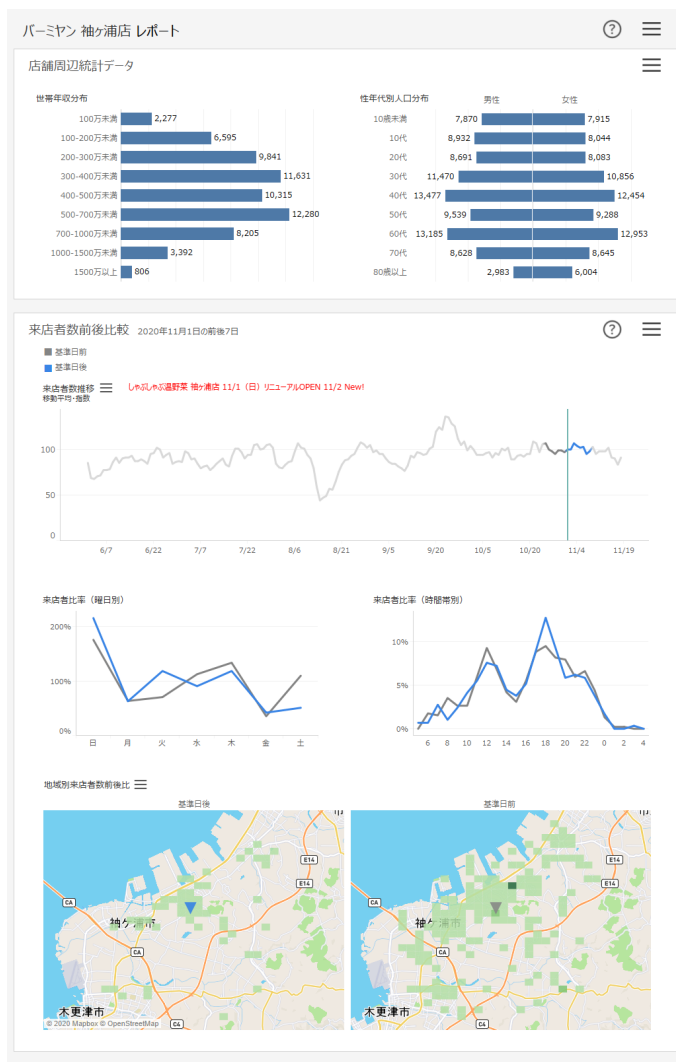 バーミヤン 袖ヶ浦店 レポート
?
店舗周辺統計データ
世帯年収分布
100万未満 2,277
100-200万未満 6,595
200-300万未満 9,841
300-400万未満 11,631
400-500万未満 10,315
500-700万未満 12,280
700-1000万未満 8,205
1000-1500万未満 3,392
1500万以上 806
性年代別人口分布 男性 女性
10歳未満 7,870 7,915
10代 8,932 8,044
20代 8,691 8,083
30代 11,470 10,856
40代 13,477 12,454
50代 9,539 9,288
60代 13,185 12,953
70代 8,628 8,645
80歳以上 2,983 6,004
来店者数前後比較 2020年11月1日の前後7日
?
基準日前
基準日後
来店者数推移
移動平均・指数
しゃぶしゃぶ温野菜 袖ヶ浦店 11/1（日）リニューアルOPEN 11/2 New!
100
50
0
6/7 6/22 7/7 7/22 8/6 8/21 9/5 9/20 10/5 10/20 11/4 11/19
来店者比率（曜日別）
200%
100%
0%
日 月 火 水 木 金 土
来店者比率（時間帯別）
10%
5%
0%
6 8 10 12 14 16 18 20 22 0 2 4
地域別来店者数前後比
基準日後
E14
E14
CA
袖ケ浦市
CA
木更津市
CA
© 2020 Mapbox © OpenStreetMap
基準日前
E14
E14
CA
袖ケ浦市
CA
木更津市
CA